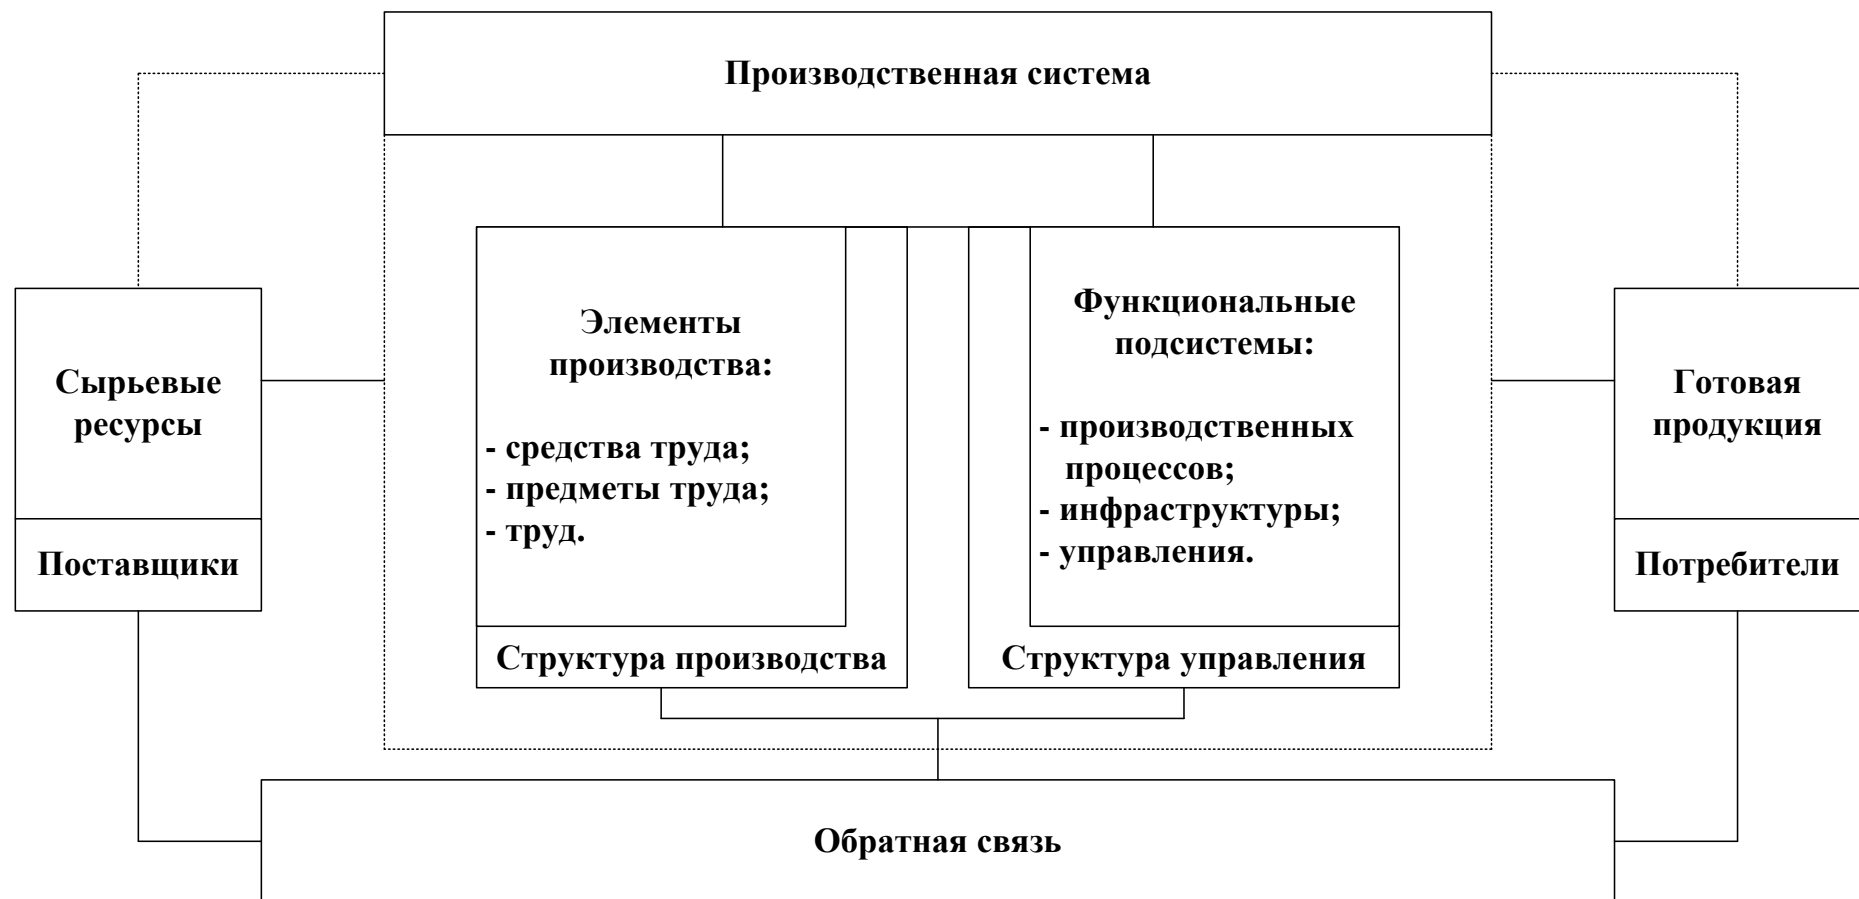 Производственная система
Сырьевые
ресурсы
Поставщики
Элементы
производства:
- средства труда;
- предметы труда;
- труд.
Структура производства
Функциональные
подсистемы:
- производственных
процессов;
- инфраструктуры;
- управления.
Структура управления
Готовая
продукция
Потребители
Обратная связь